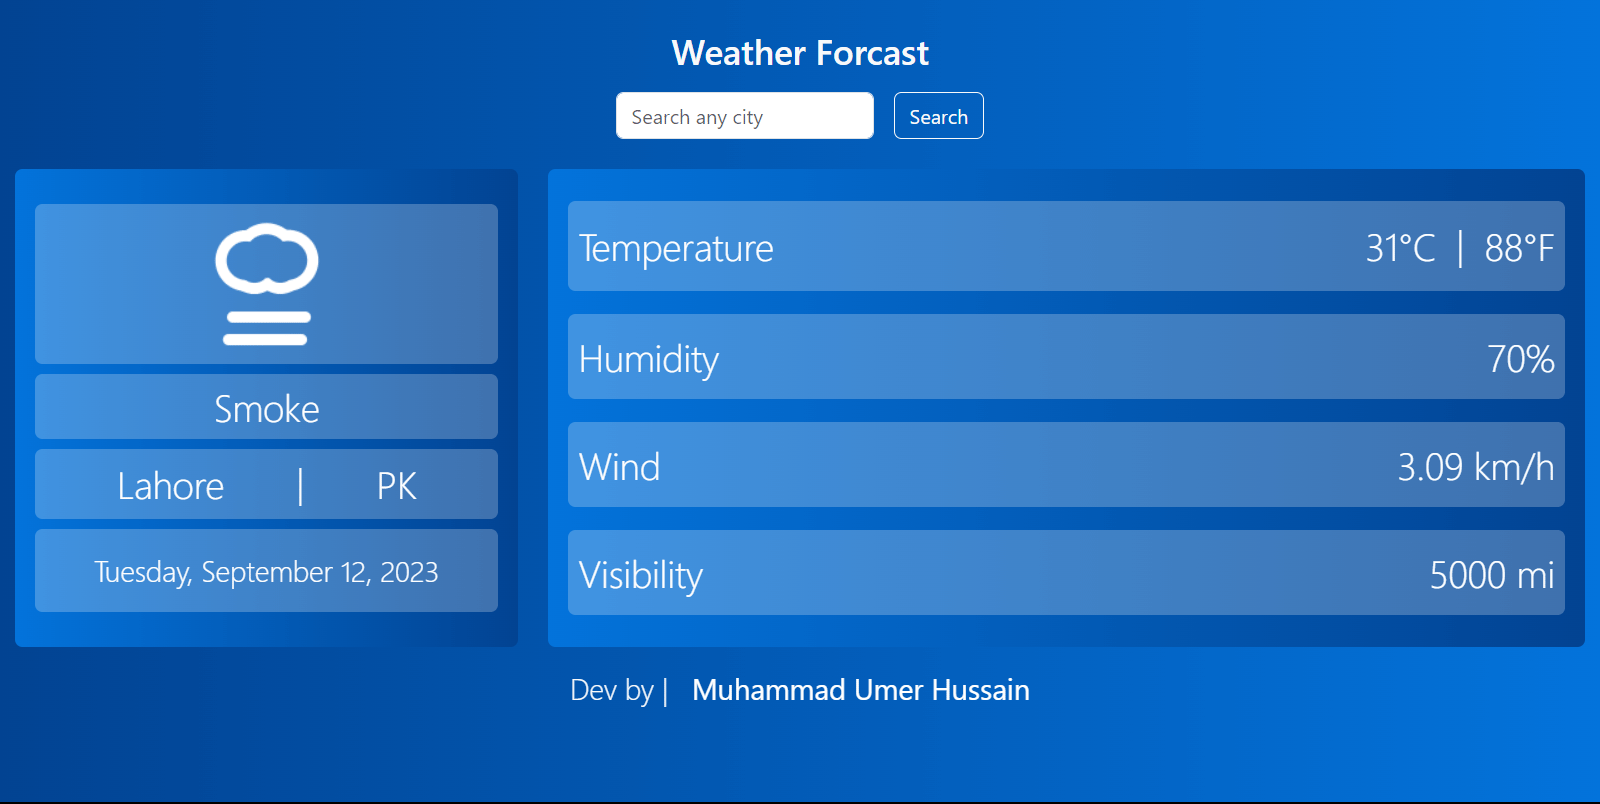 Weather Forcast
Search any city
Search
Smoke
Lahore | PK
Tuesday, September 12, 2023
Temperature 31°C | 88°F
Humidity 70%
Wind 3.09 km/h
Visibility 5000 mi
Dev by | Muhammad Umer Hussain